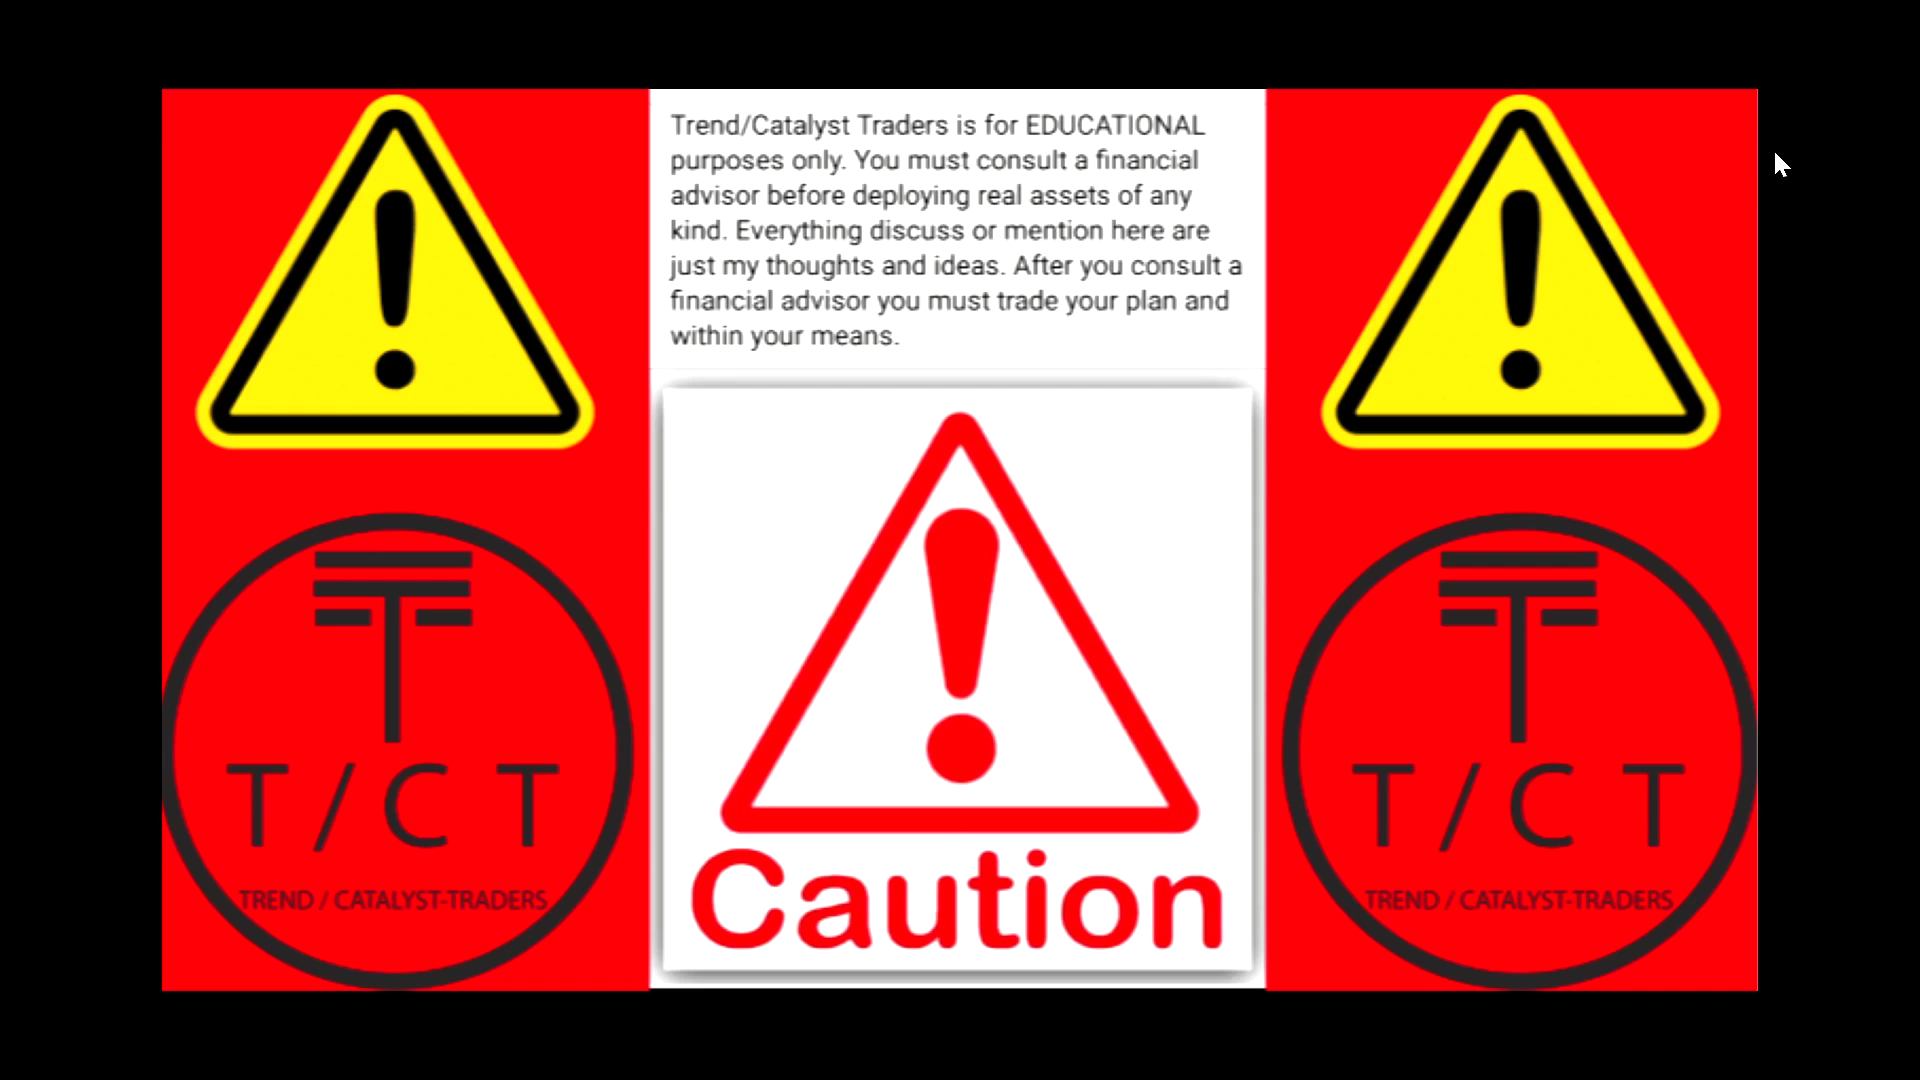 Trend/Catalyst Traders is for EDUCATIONAL
purposes only. You must consult a financial
advisor before deploying real assets of any
kind. Everything discuss or mention here are
just my thoughts and ideas. After you consult a
financial advisor you must trade your plan and
within your means.
T / C T
TREND / CATALYST-TRADERS
Caution
T / C T
TREND / CATALYST-TRADERS